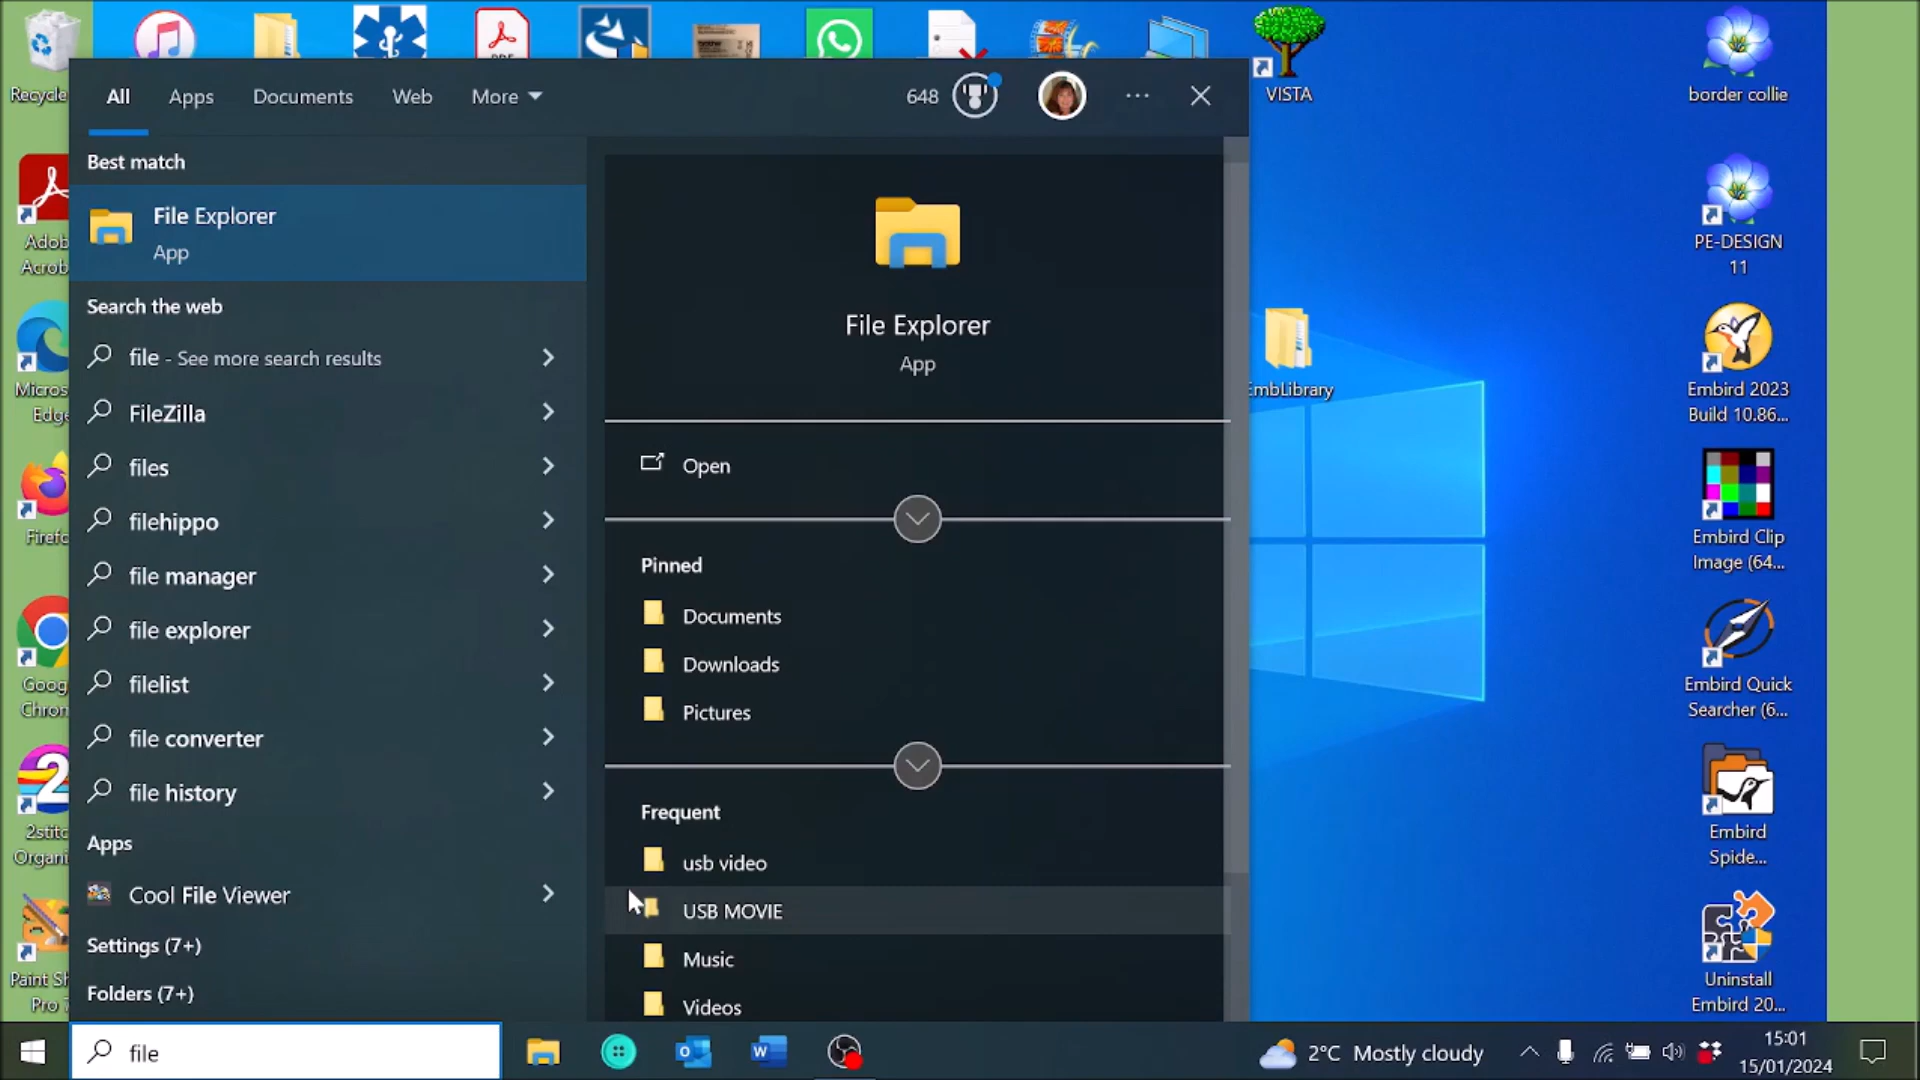 Recycle
VISTA
border collie
All
Apps
Documents
Web
More
648
Best match
File Explorer
App
Search the web
file - See more search results
FileZilla
files
filehippo
file manager
file explorer
filelist
file converter
file history
Apps
Cool File Viewer
Settings (7+)
Folders (7+)
File Explorer
App
Open
Pinned
Documents
Downloads
Pictures
Frequent
usb video
USB MOVIE
Music
Videos
Adob
Acrob
Micros
Edge
Firefo
Goog
Chron
2stitc
Organi
Paint Sh
Pro 7
EmbLibrary
PE-DESIGN
11
Embird 2023
Build 10.86...
Embird Clip
Image (64...
Embird Quick
Searcher (6...
Embird
Spide...
Uninstall
Embird 20...
file
2°C Mostly cloudy
15:01
15/01/2024